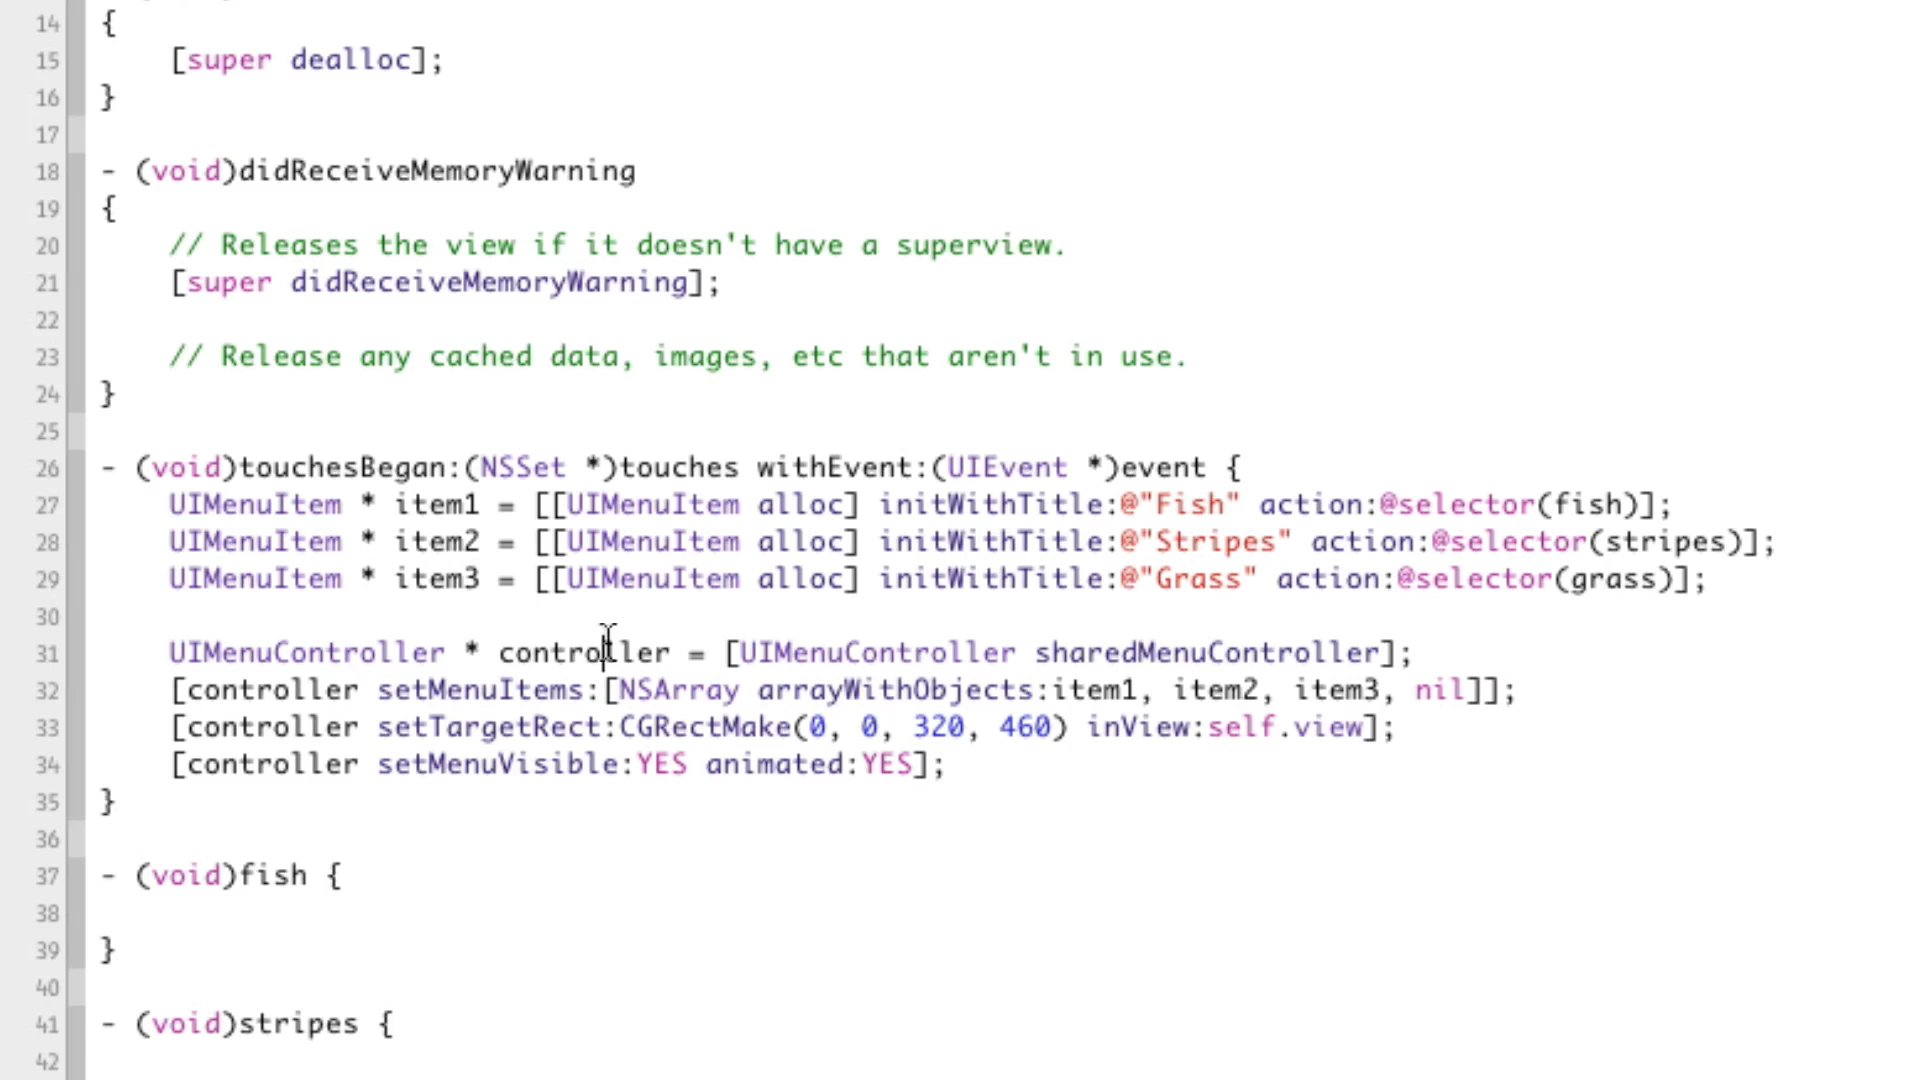 14 {
15 [super dealloc];
16 }
17
18 - (void)didReceiveMemoryWarning
19 {
20 // Releases the view if it doesn't have a superview.
21 [super didReceiveMemoryWarning];
22
23 // Release any cached data, images, etc that aren't in use.
24 }
25
26 - (void)touchesBegan:(NSSet *)touches withEvent:(UIEvent *)event {
27 UIMenuItem * item1 = [[UIMenuItem alloc] initWithTitle:@"Fish" action:@selector(fish)];
28 UIMenuItem * item2 = [[UIMenuItem alloc] initWithTitle:@"Stripes" action:@selector(stripes)];
29 UIMenuItem * item3 = [[UIMenuItem alloc] initWithTitle:@"Grass" action:@selector(grass)];
30
31 UIMenuController * controller = [UIMenuController sharedMenuController];
32 [controller setMenuItems:[NSArray arrayWithObjects:item1, item2, item3, nil]];
33 [controller setTargetRect:CGRectMake(0, 0, 320, 460) inView:self.view];
34 [controller setMenuVisible:YES animated:YES];
35 }
36
37 - (void)fish {
38
39 }
40
41 - (void)stripes {
42